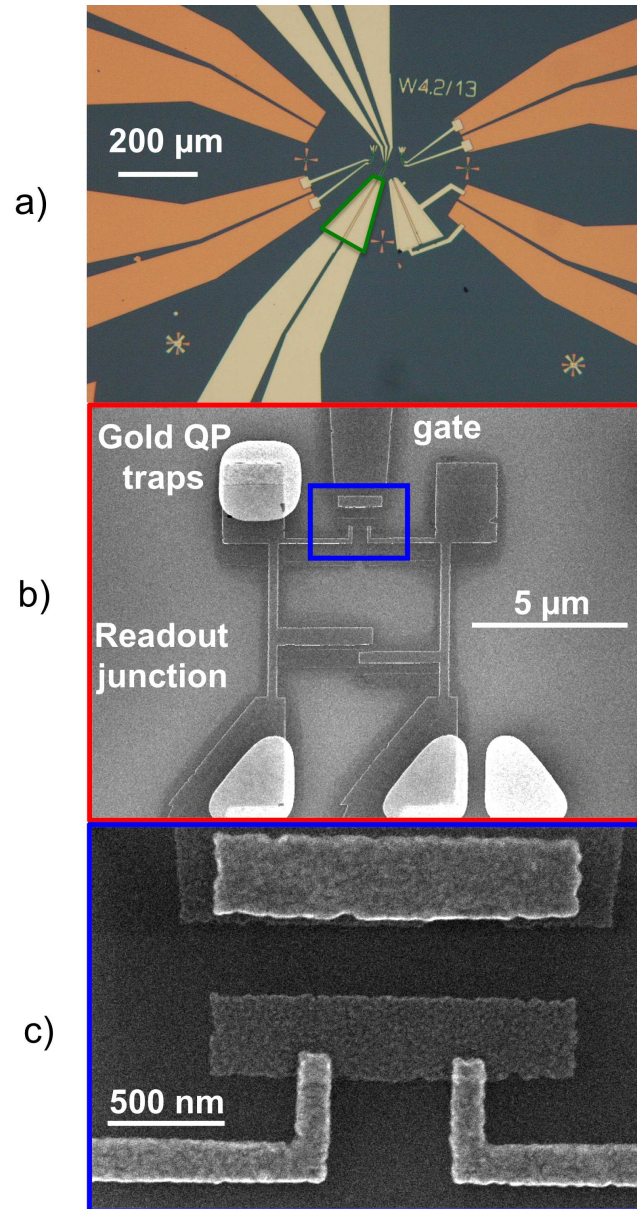 a)
W4.2/13
200 µm
b)
Gold QP
traps
gate
5 µm
Readout
junction
c)
500 nm